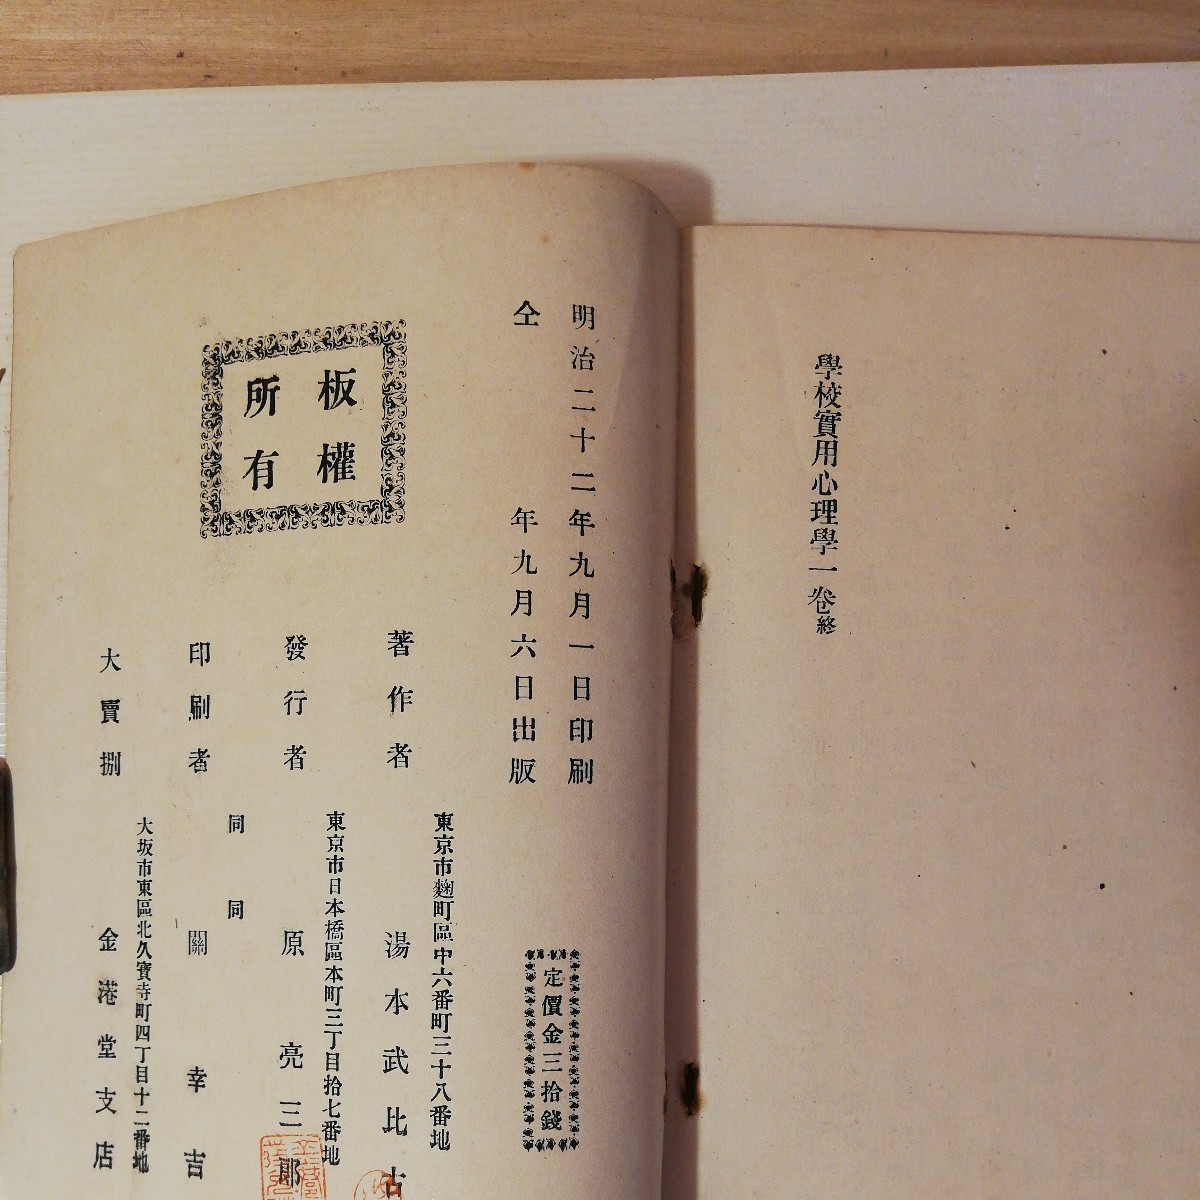 學校實用心理學一卷終
明治二十二年九月一日印刷
仝年九月六日出版
定價金三拾錢
板權
所有
東京市麴町區中六番町三十八番地
著作者 湯本武比古
東京市日本橋區本町三丁目拾七番地
發行者 原亮三郎
同同
印刷者 關幸吉
大坂市東區北久寶寺町四丁目十二番地
大賣捌 金港堂支店